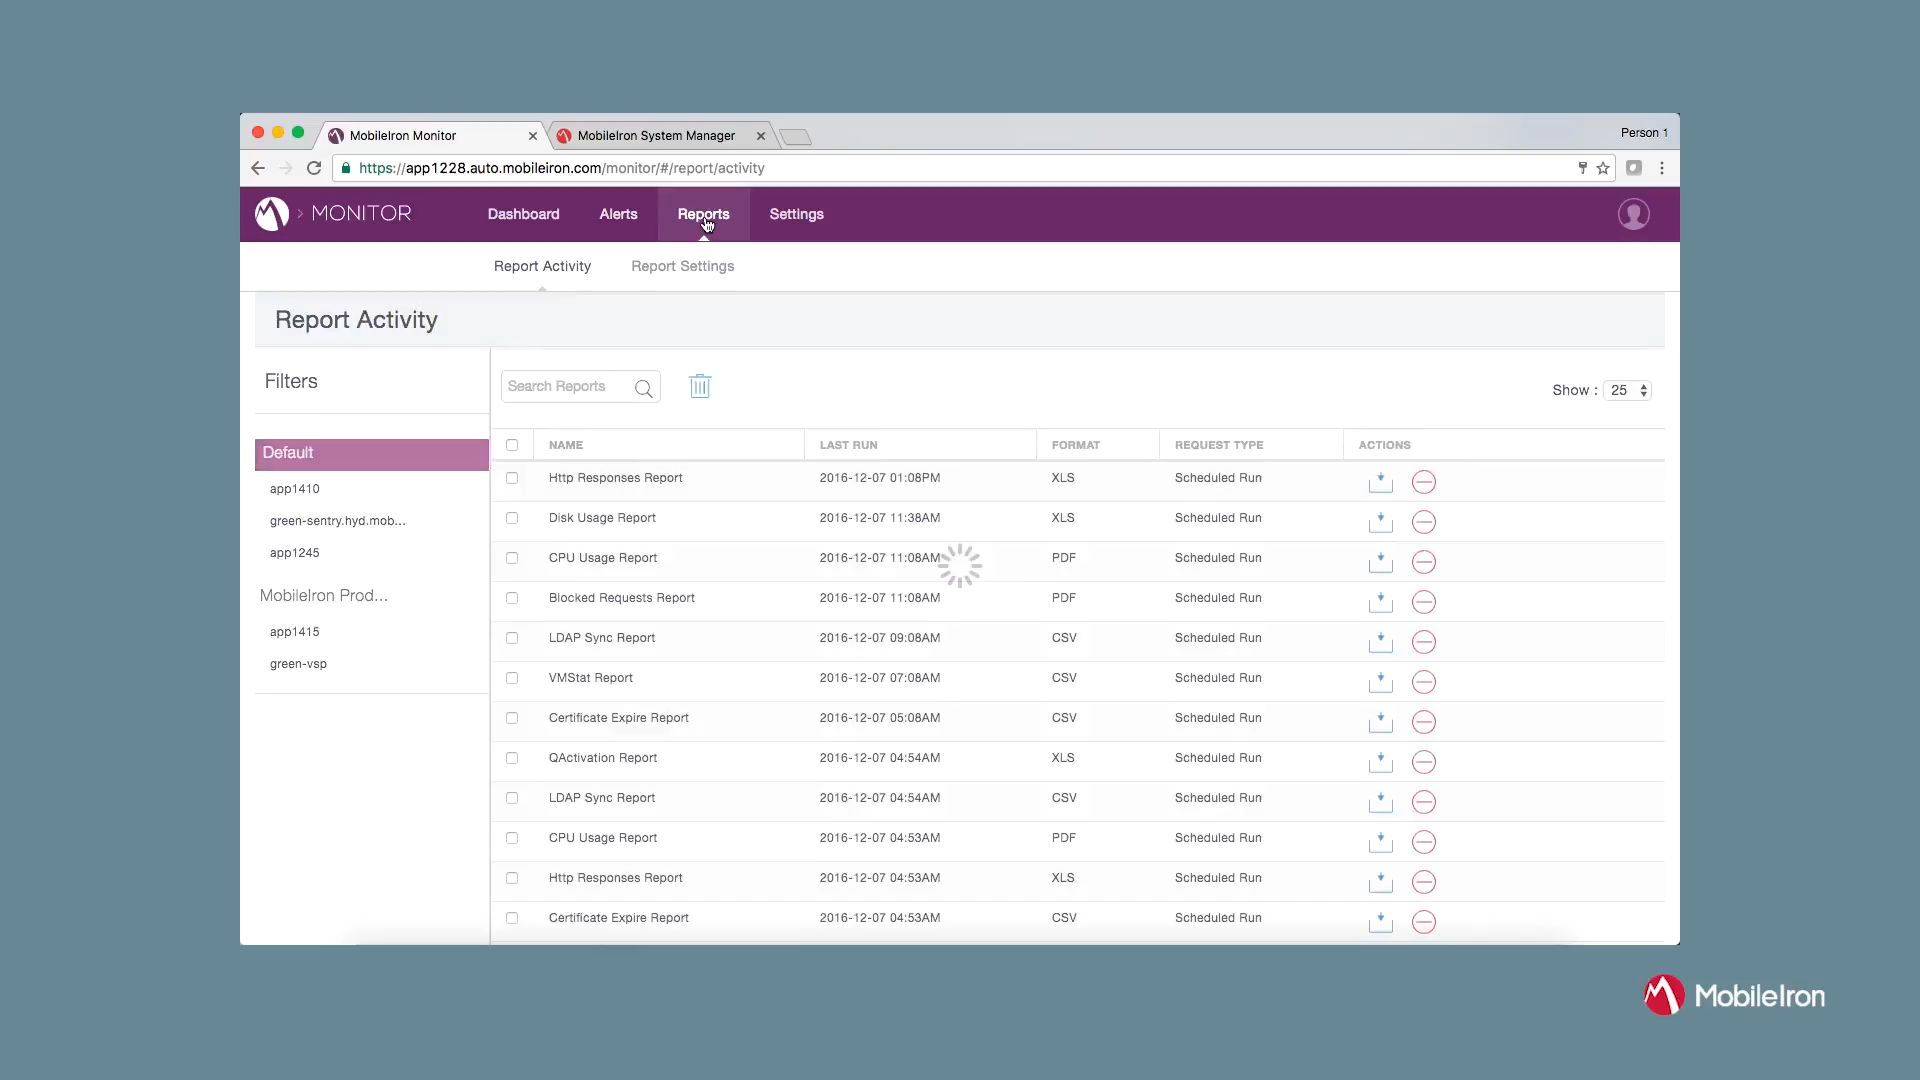 MobileIron Monitor
MobileIron System Manager
Person 1
https://app1228.auto.mobileiron.com/monitor/#/report/activity
MONITOR
Dashboard
Alerts
Reports
Settings
Report Activity
Report Settings
Report Activity
Filters
Search Reports
Show : 25
Default
app1410
green-sentry.hyd.mob...
app1245
MobileIron Prod...
app1415
green-vsp
NAME LAST RUN FORMAT REQUEST TYPE ACTIONS
Http Responses Report 2016-12-07 01:08PM XLS Scheduled Run
Disk Usage Report 2016-12-07 11:38AM XLS Scheduled Run
CPU Usage Report 2016-12-07 11:08AM PDF Scheduled Run
Blocked Requests Report 2016-12-07 11:08AM PDF Scheduled Run
LDAP Sync Report 2016-12-07 09:08AM CSV Scheduled Run
VMStat Report 2016-12-07 07:08AM CSV Scheduled Run
Certificate Expire Report 2016-12-07 05:08AM CSV Scheduled Run
QActivation Report 2016-12-07 04:54AM XLS Scheduled Run
LDAP Sync Report 2016-12-07 04:54AM CSV Scheduled Run
CPU Usage Report 2016-12-07 04:53AM PDF Scheduled Run
Http Responses Report 2016-12-07 04:53AM XLS Scheduled Run
Certificate Expire Report 2016-12-07 04:53AM CSV Scheduled Run
MobileIron